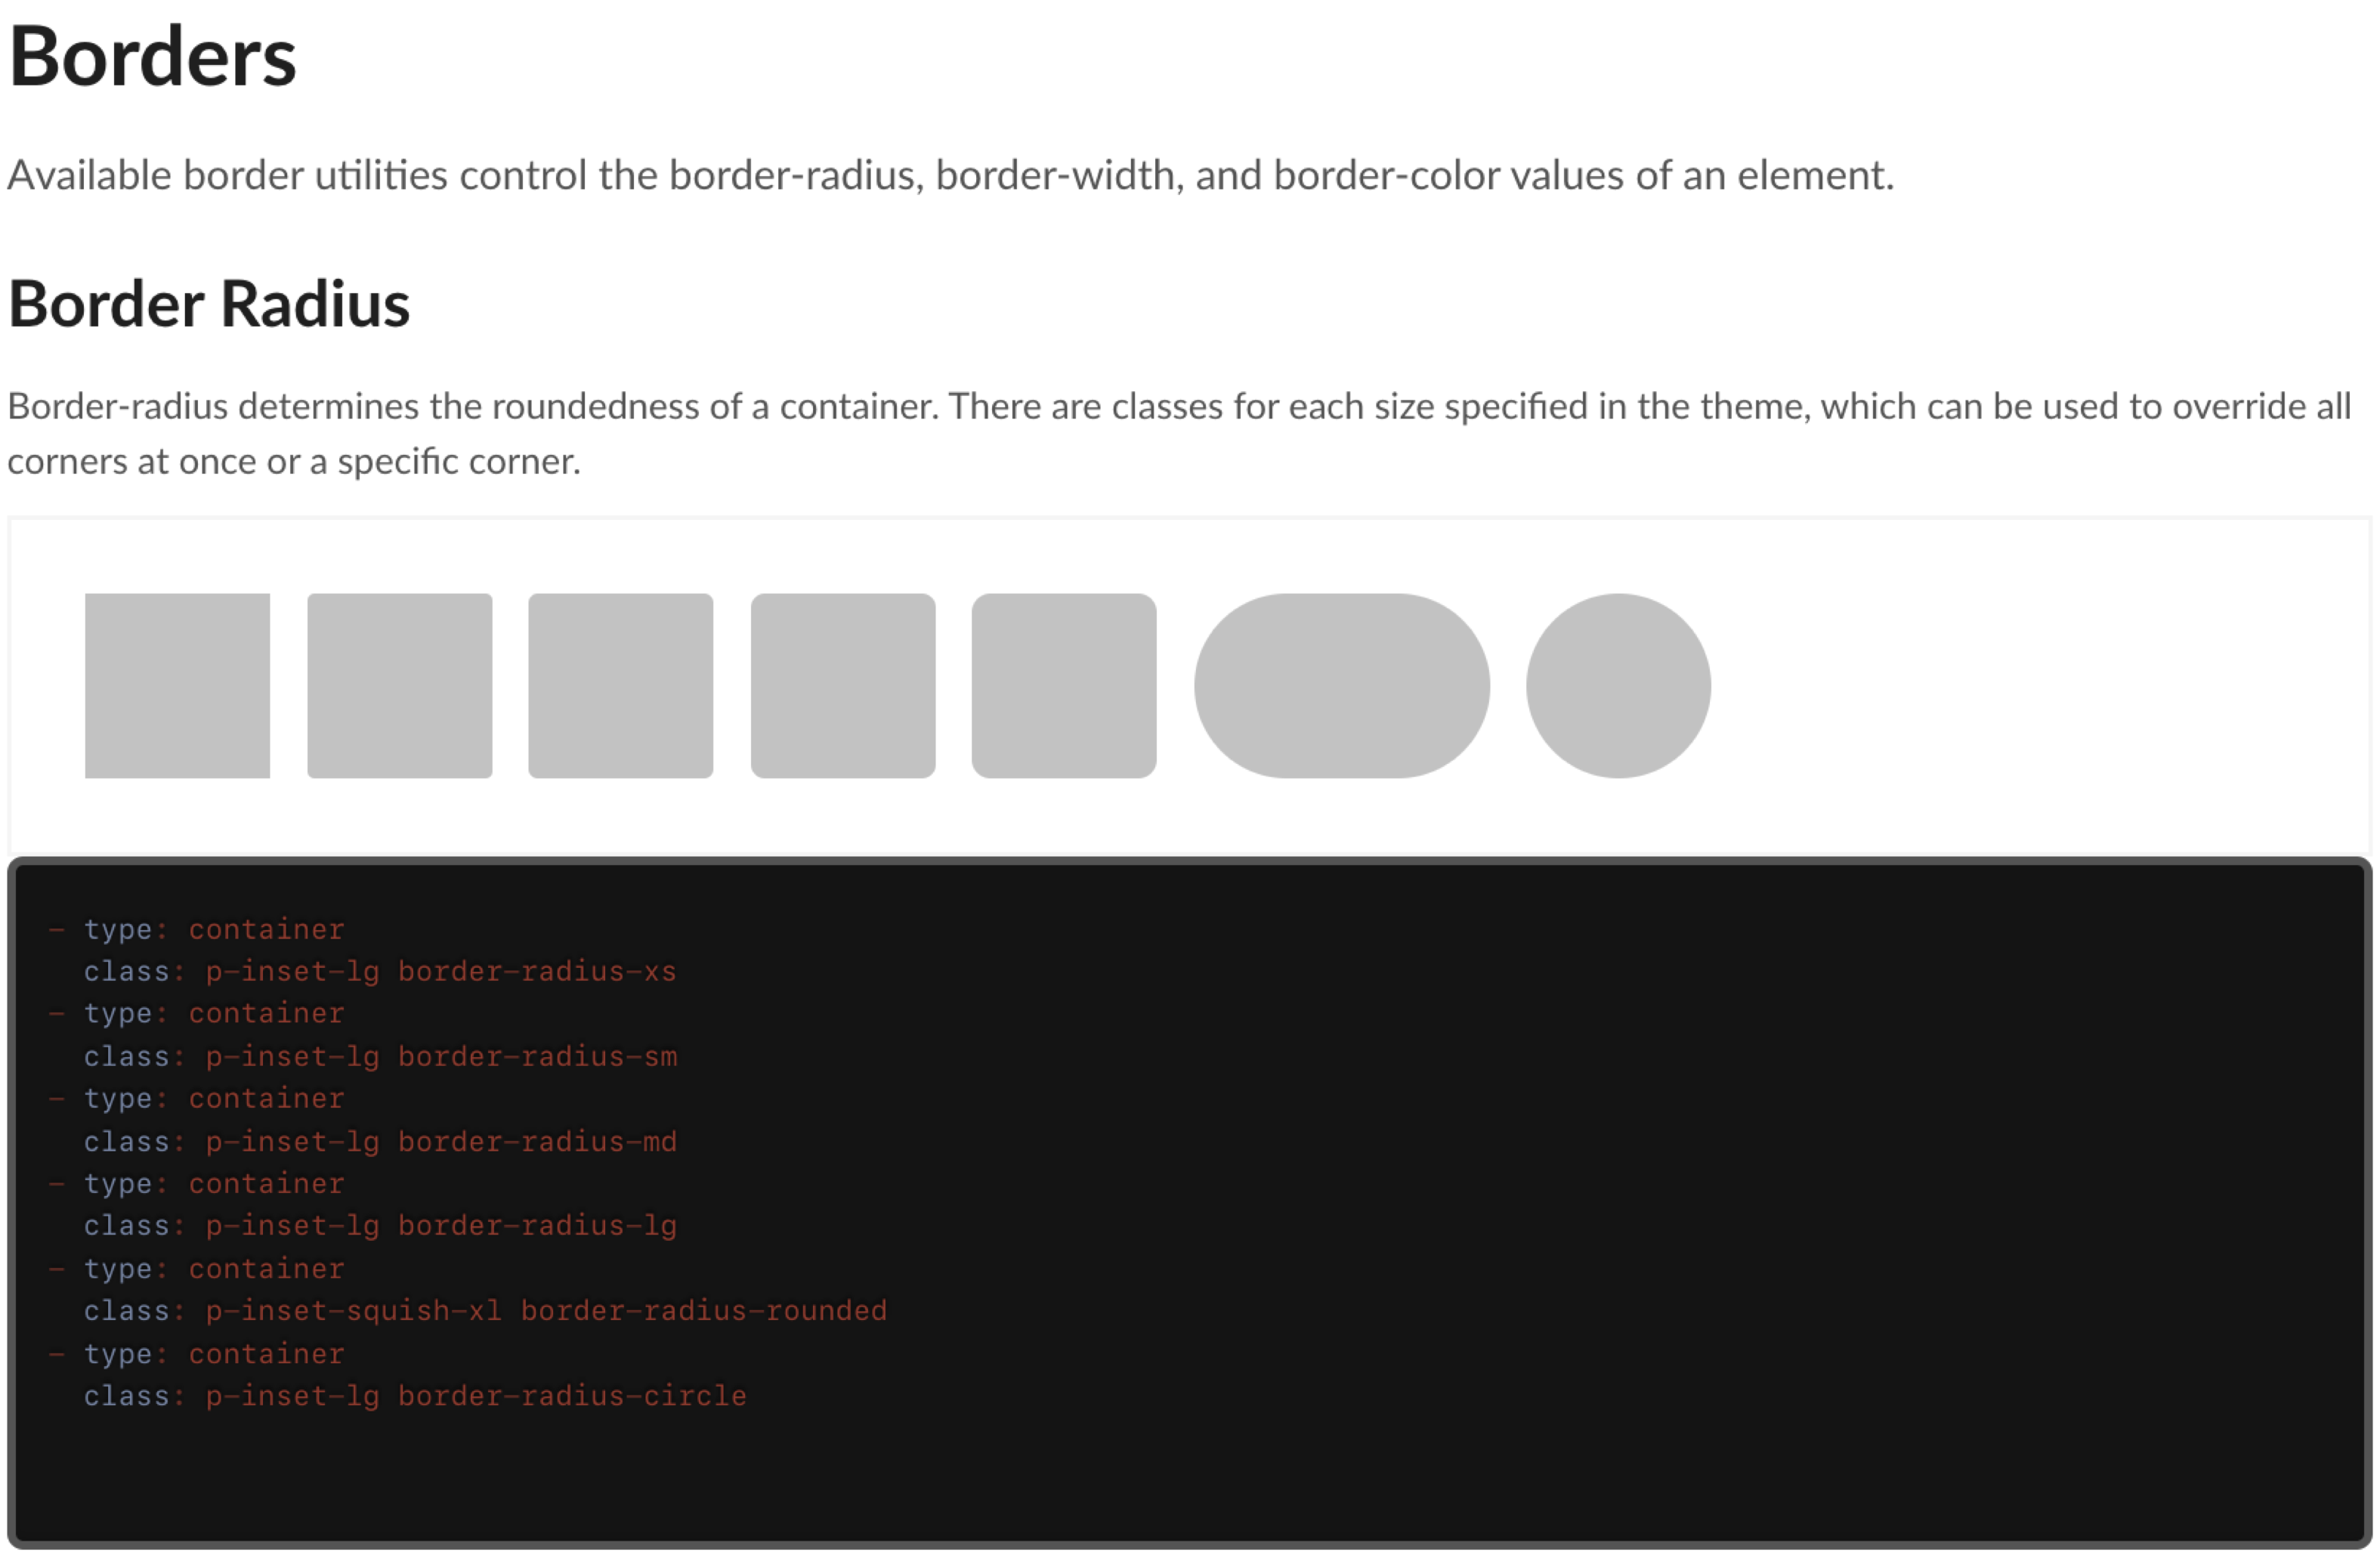 Borders
Available border utilities control the border-radius, border-width, and border-color values of an element.
Border Radius
Border-radius determines the roundedness of a container. There are classes for each size specified in the theme, which can be used to override all
corners at once or a specific corner.
- type: container
  class: p-inset-lg border-radius-xs
- type: container
  class: p-inset-lg border-radius-sm
- type: container
  class: p-inset-lg border-radius-md
- type: container
  class: p-inset-lg border-radius-lg
- type: container
  class: p-inset-squish-xl border-radius-rounded
- type: container
  class: p-inset-lg border-radius-circle